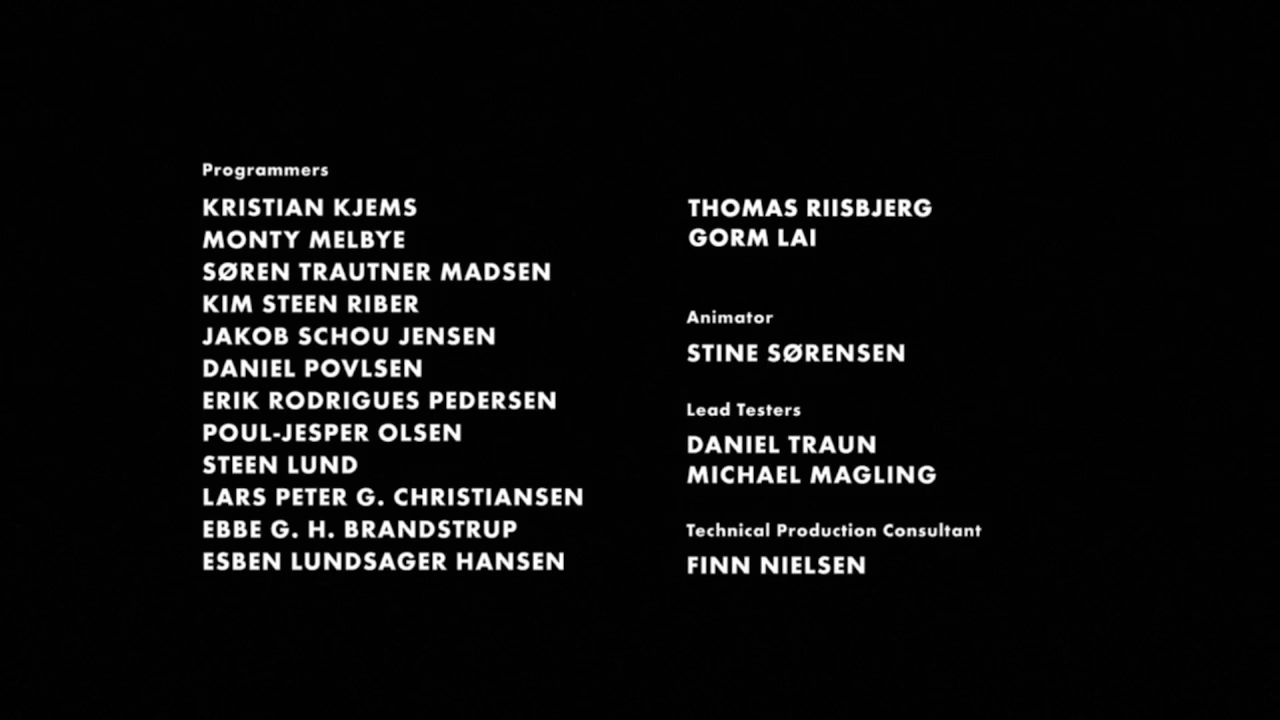 Programmers
KRISTIAN KJEMS
MONTY MELBYE
SØREN TRAUTNER MADSEN
KIM STEEN RIBER
JAKOB SCHOU JENSEN
DANIEL POVLSEN
ERIK RODRIGUES PEDERSEN
POUL-JESPER OLSEN
STEEN LUND
LARS PETER G. CHRISTIANSEN
EBBE G. H. BRANDSTRUP
ESBEN LUNDSAGER HANSEN
THOMAS RIISBJERG
GORM LAI
Animator
STINE SØRENSEN
Lead Testers
DANIEL TRAUN
MICHAEL MAGLING
Technical Production Consultant
FINN NIELSEN